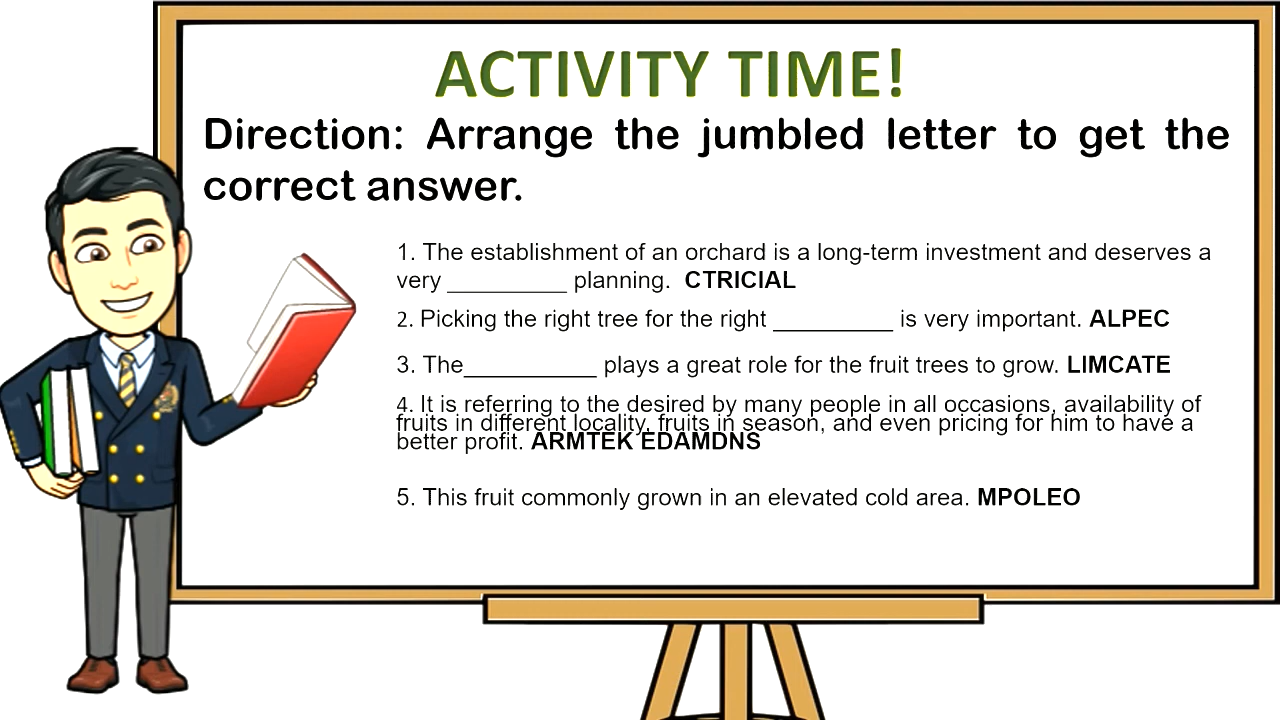 ACTIVITY TIME!
Direction: Arrange the jumbled letter to get the
correct answer.
1. The establishment of an orchard is a long-term investment and deserves a
very _________ planning. CTRICIAL
2. Picking the right tree for the right _________ is very important. ALPEC
3. The__________ plays a great role for the fruit trees to grow. LIMCATE
4. It is referring to the desired by many people in all occasions, availability of
fruits in different locality, fruits in season, and even pricing for him to have a
better profit. ARMTEK EDAMDNS
5. This fruit commonly grown in an elevated cold area. MPOLEO